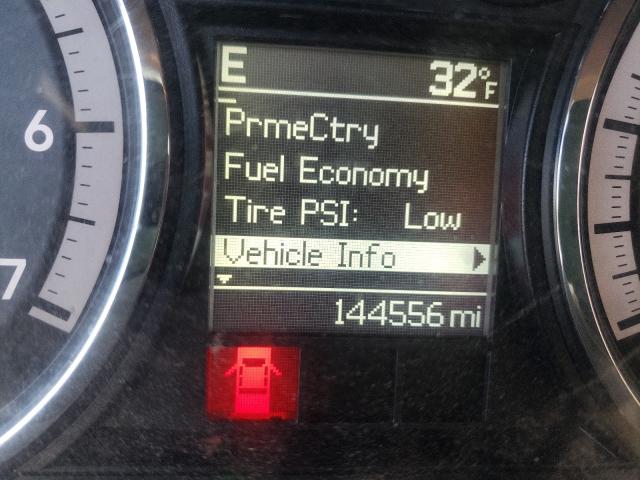 E 32°F
6
PrmeCtry
Fuel Economy
Tire PSI: Low
Vehicle Info
7
144556 mi